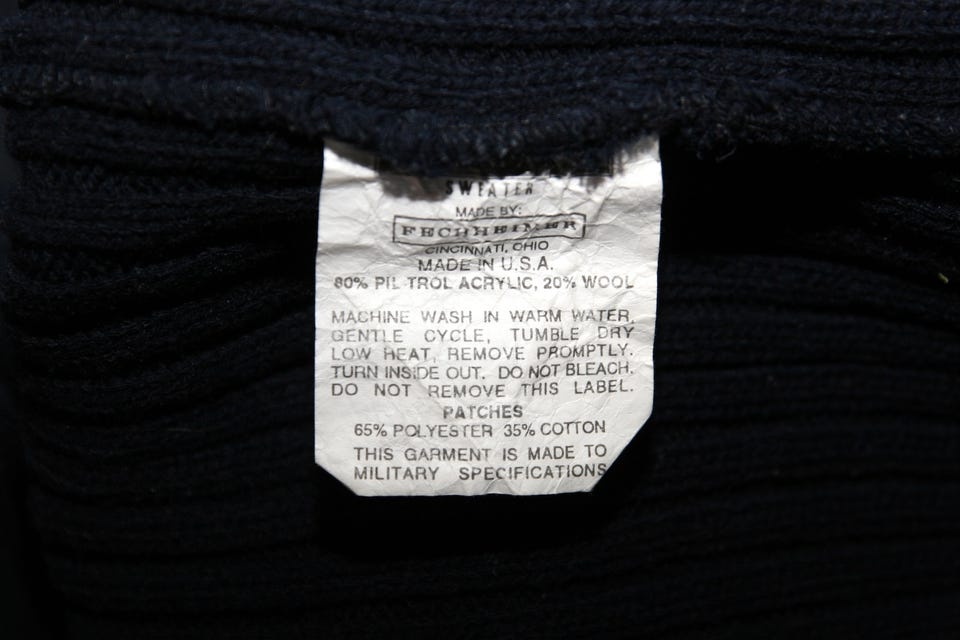 SWEATER
MADE BY:
FECHHEIMER
CINCINNATI, OHIO
MADE IN U.S.A.
80% PIL-TROL ACRYLIC, 20% WOOL
MACHINE WASH IN WARM WATER,
GENTLE CYCLE, TUMBLE DRY
LOW HEAT, REMOVE PROMPTLY.
TURN INSIDE OUT. DO NOT BLEACH.
DO NOT REMOVE THIS LABEL.
PATCHES
65% POLYESTER 35% COTTON
THIS GARMENT IS MADE TO
MILITARY SPECIFICATIONS